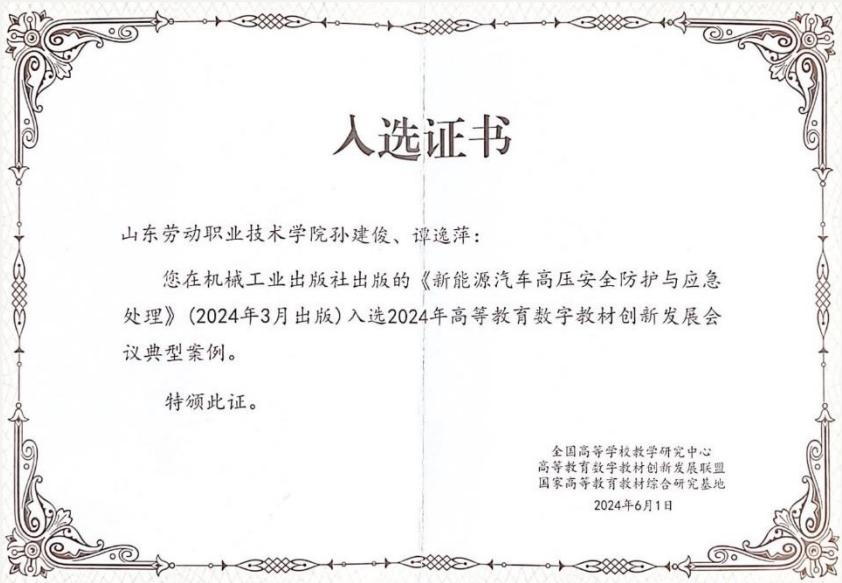 入选证书
山东劳动职业技术学院孙建俊、谭逸萍：
您在机械工业出版社出版的《新能源汽车高压安全防护与应急
处理》(2024年3月出版)入选2024年高等教育数字教材创新发展会
议典型案例。
特颁此证。
全国高等学校教学研究中心
高等教育数字教材创新发展联盟
国家高等教育教材综合研究基地
2024年6月1日